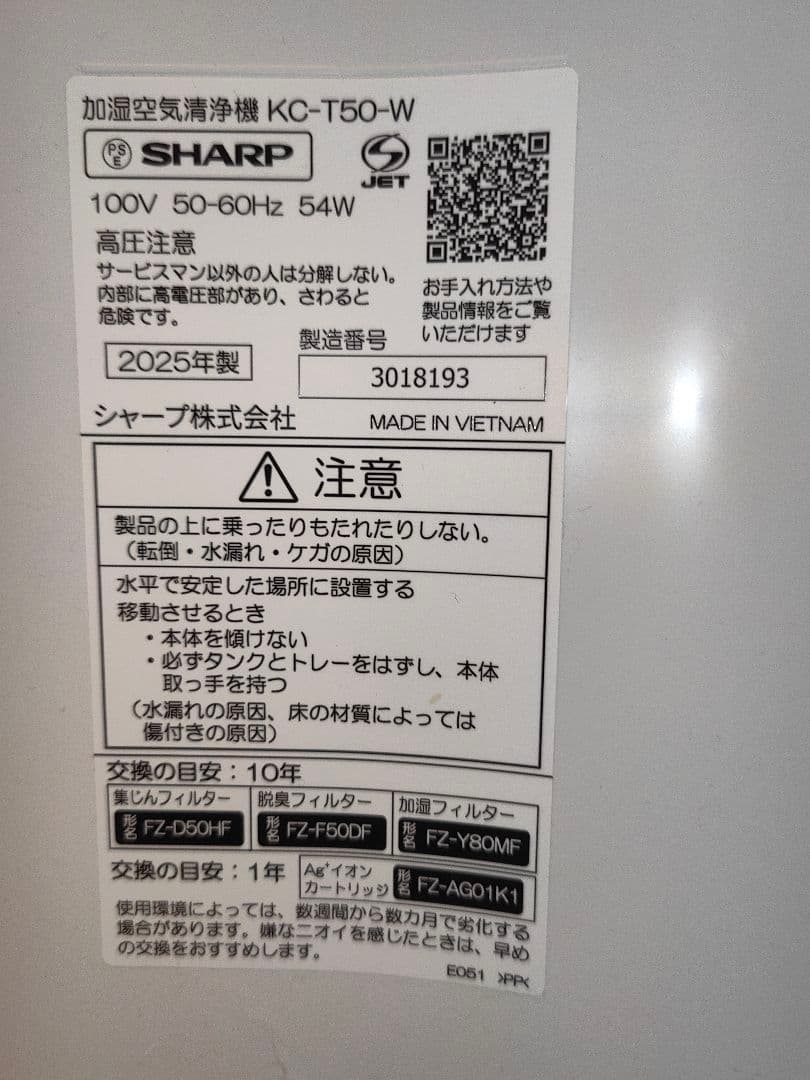 加湿空気清浄機 KC-T50-W
PS E SHARP
JET
100V 50-60Hz 54W
高圧注意
サービスマン以外の人は分解しない。
内部に高電圧部があり、さわると
危険です。
お手入れ方法や
製品情報をご覧
いただけます
2025年製
製造番号
3018193
シャープ株式会社
MADE IN VIETNAM
注意
製品の上に乗ったりもたれたりしない。
（転倒・水漏れ・ケガの原因）
水平で安定した場所に設置する
移動させるとき
・本体を傾けない
・必ずタンクとトレーをはずし、本体
取っ手を持つ
（水漏れの原因、床の材質によっては
傷付きの原因）
交換の目安：10年
集じんフィルター
形名 FZ-D50HF
脱臭フィルター
形名 FZ-F50DF
加湿フィルター
形名 FZ-Y80MF
交換の目安：1年
Ag⁺イオン
カートリッジ
形名 FZ-AG01K1
使用環境によっては、数週間から数カ月で劣化する
場合があります。嫌なニオイを感じたときは、早め
の交換をおすすめします。
E051 >PP<